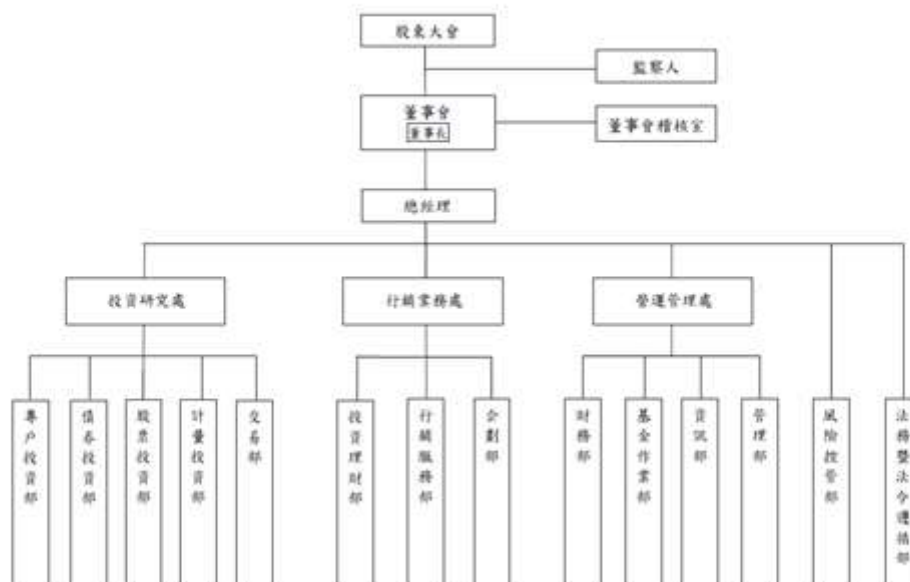 股東大會
監察人
董事會
董事長
董事會稽核室
總經理
投資研究處
行銷業務處
營運管理處
專戶投資部
債券投資部
股票投資部
計量投資部
交易部
投資理財部
行銷服務部
企劃部
財務部
基金作業部
資訊部
管理部
風險控管部
法務暨法令遵循部